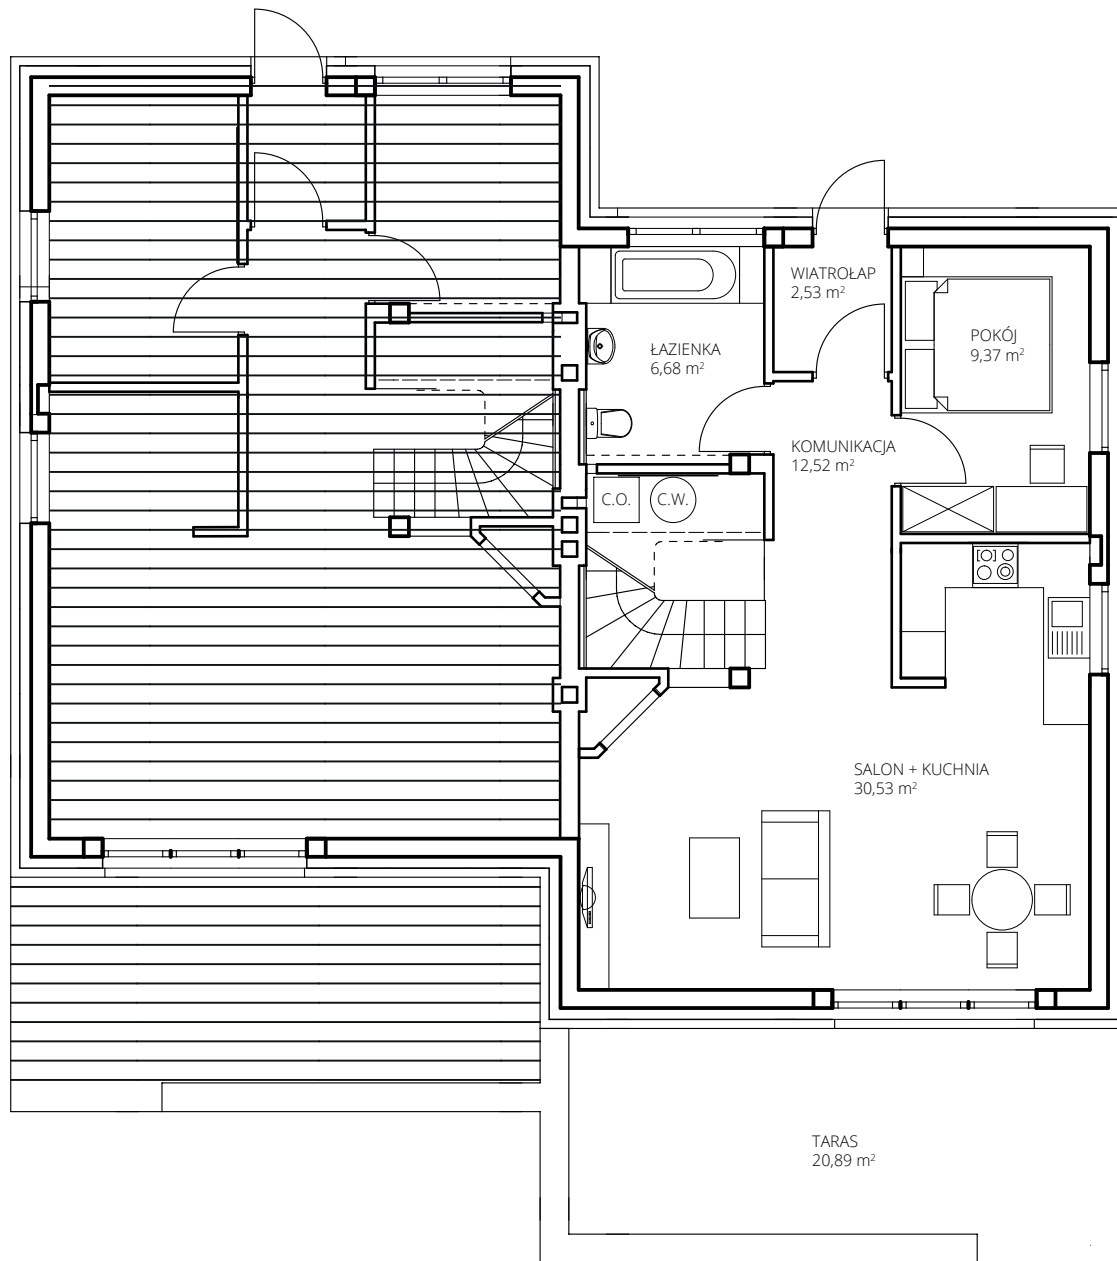 WIATROŁAP
2,53 m²
POKÓJ
9,37 m²
ŁAZIENKA
6,68 m²
KOMUNIKACJA
12,52 m²
C.O.
C.W.
SALON + KUCHNIA
30,53 m²
TARAS
20,89 m²